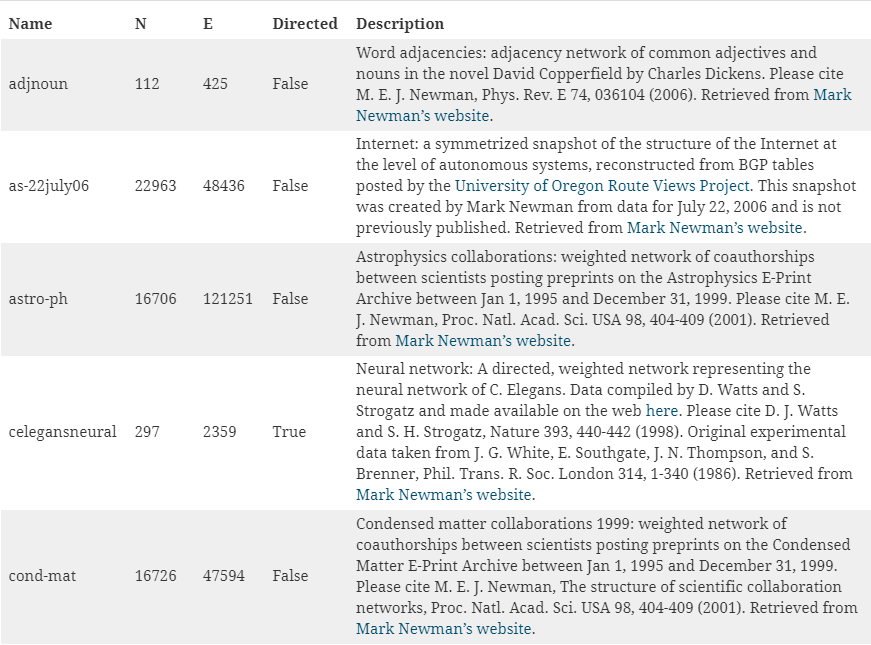 Name N E Directed Description
Word adjacencies: adjacency network of common adjectives and
nouns in the novel David Copperfield by Charles Dickens. Please cite
adjnoun 112 425 False
M. E. J. Newman, Phys. Rev. E 74, 036104 (2006). Retrieved from Mark
Newman’s website.
Internet: a symmetrized snapshot of the structure of the Internet at
the level of autonomous systems, reconstructed from BGP tables
as-22july06 22963 48436 False
posted by the University of Oregon Route Views Project. This snapshot
was created by Mark Newman from data for July 22, 2006 and is not
previously published. Retrieved from Mark Newman’s website.
Astrophysics collaborations: weighted network of coauthorships
between scientists posting preprints on the Astrophysics E-Print
astro-ph 16706 121251 False
Archive between Jan 1, 1995 and December 31, 1999. Please cite M. E.
J. Newman, Proc. Natl. Acad. Sci. USA 98, 404-409 (2001). Retrieved
from Mark Newman’s website.
Neural network: A directed, weighted network representing the
neural network of C. Elegans. Data compiled by D. Watts and S.
Strogatz and made available on the web here. Please cite D. J. Watts
celegansneural 297 2359 True
and S. H. Strogatz, Nature 393, 440-442 (1998). Original experimental
data taken from J. G. White, E. Southgate, J. N. Thompson, and S.
Brenner, Phil. Trans. R. Soc. London 314, 1-340 (1986). Retrieved from
Mark Newman’s website.
Condensed matter collaborations 1999: weighted network of
coauthorships between scientists posting preprints on the Condensed
Matter E-Print Archive between Jan 1, 1995 and December 31, 1999.
cond-mat 16726 47594 False
Please cite M. E. J. Newman, The structure of scientific collaboration
networks, Proc. Natl. Acad. Sci. USA 98, 404-409 (2001). Retrieved from
Mark Newman’s website.